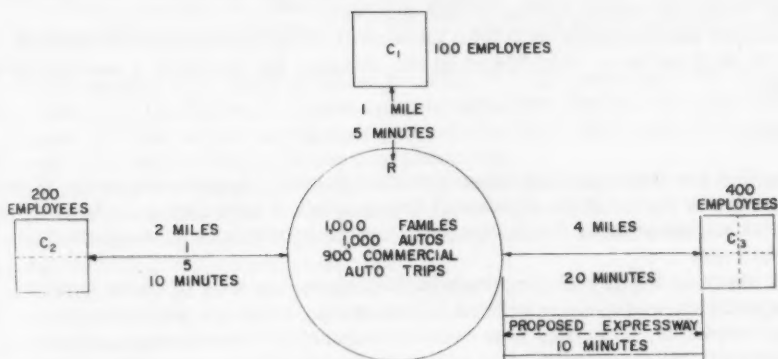 C1
100 EMPLOYEES
1 MILE
5 MINUTES
R
200
EMPLOYEES
C2
2 MILES
1
5
10 MINUTES
1,000 FAMILES
1,000 AUTOS
900 COMMERCIAL
AUTO TRIPS
4 MILES
20 MINUTES
400
EMPLOYEES
C3
PROPOSED EXPRESSWAY
10 MINUTES